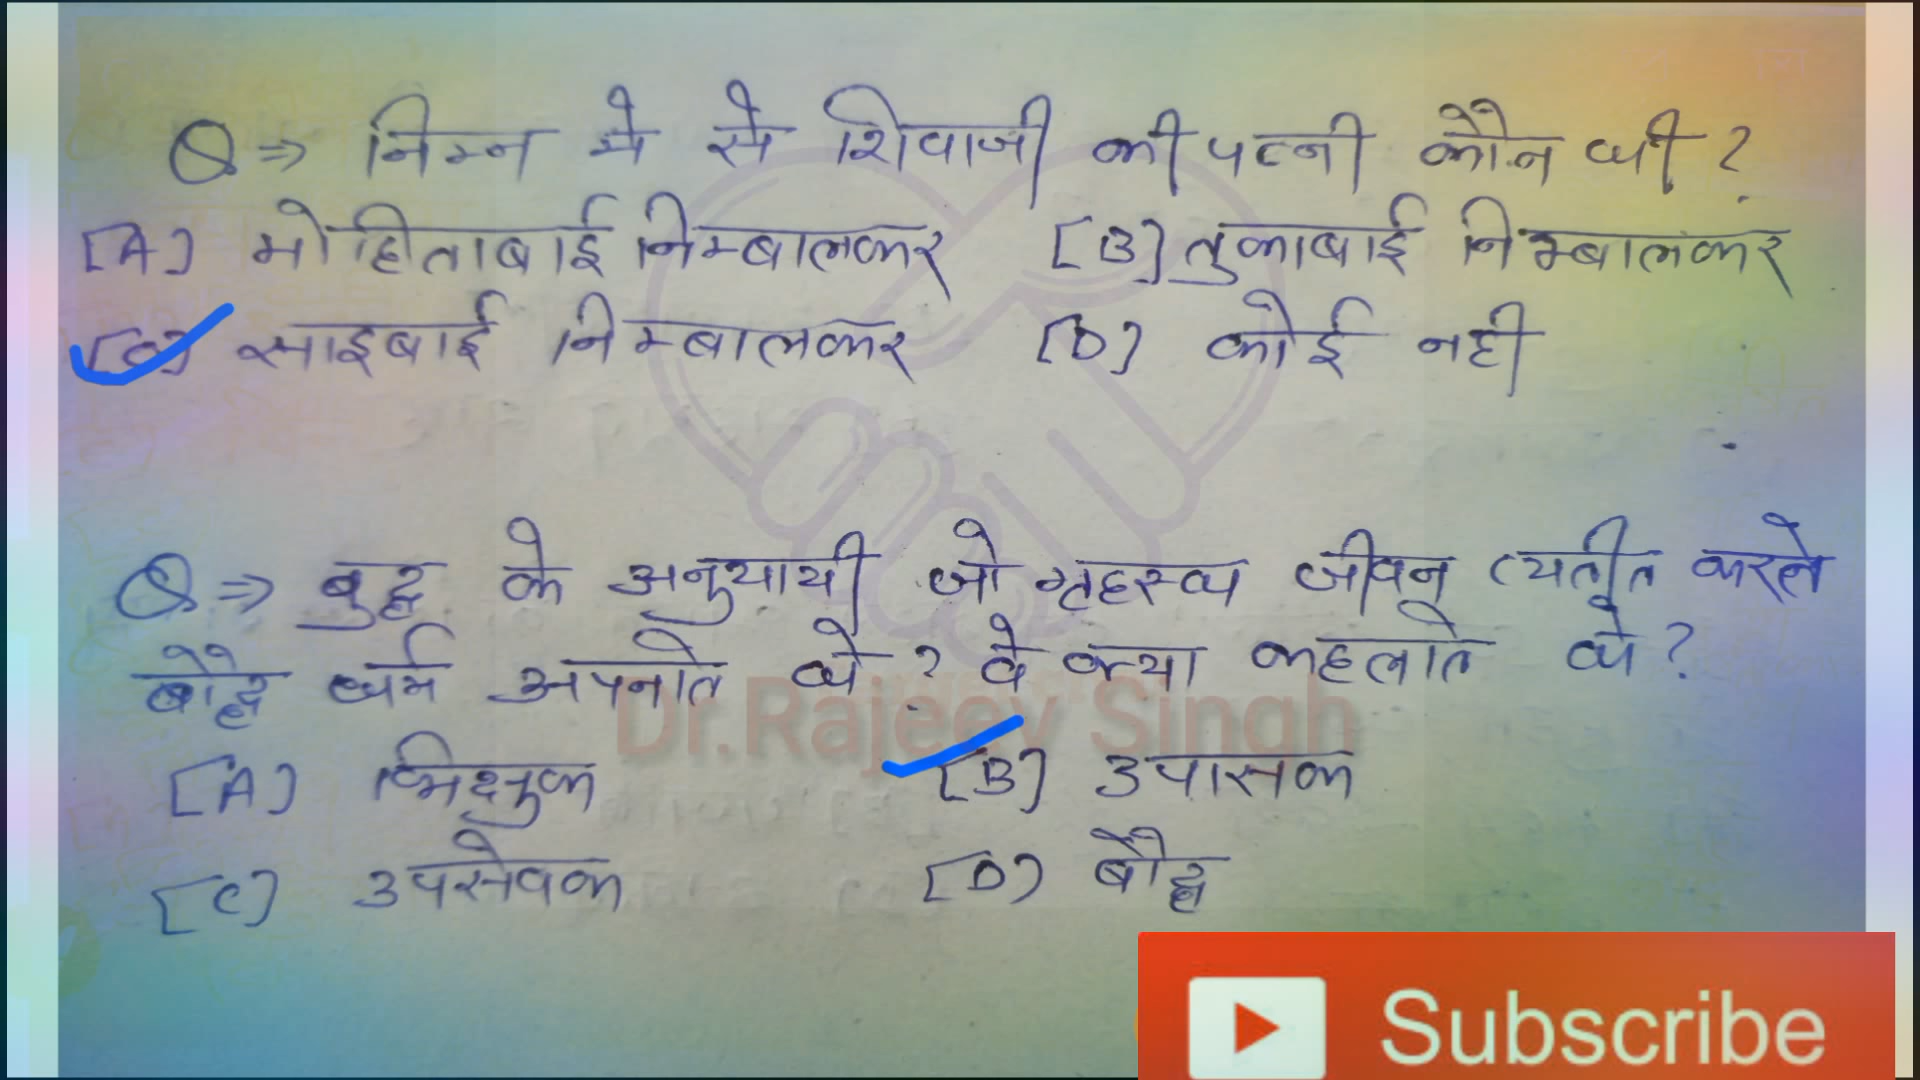 Q⇒ निम्न मे से शिवाजी की पत्नी कौन थी ?
[A] मोहिताबाई निम्बालकर [B] तुकाबाई निम्बालकर
[C] साइबाई निम्बालकर [D] कोई नही
Q⇒ बुद्ध के अनुयायी जो गृहस्थ जीवन व्यतीत करते
बौद्ध धर्म अपनाते थे ? वे क्या कहलाते थे ?
Dr.Rajeev Singh
[A] भिक्षुक [B] उपासक
[C] उपसेवक [D] बौद्ध
Subscribe